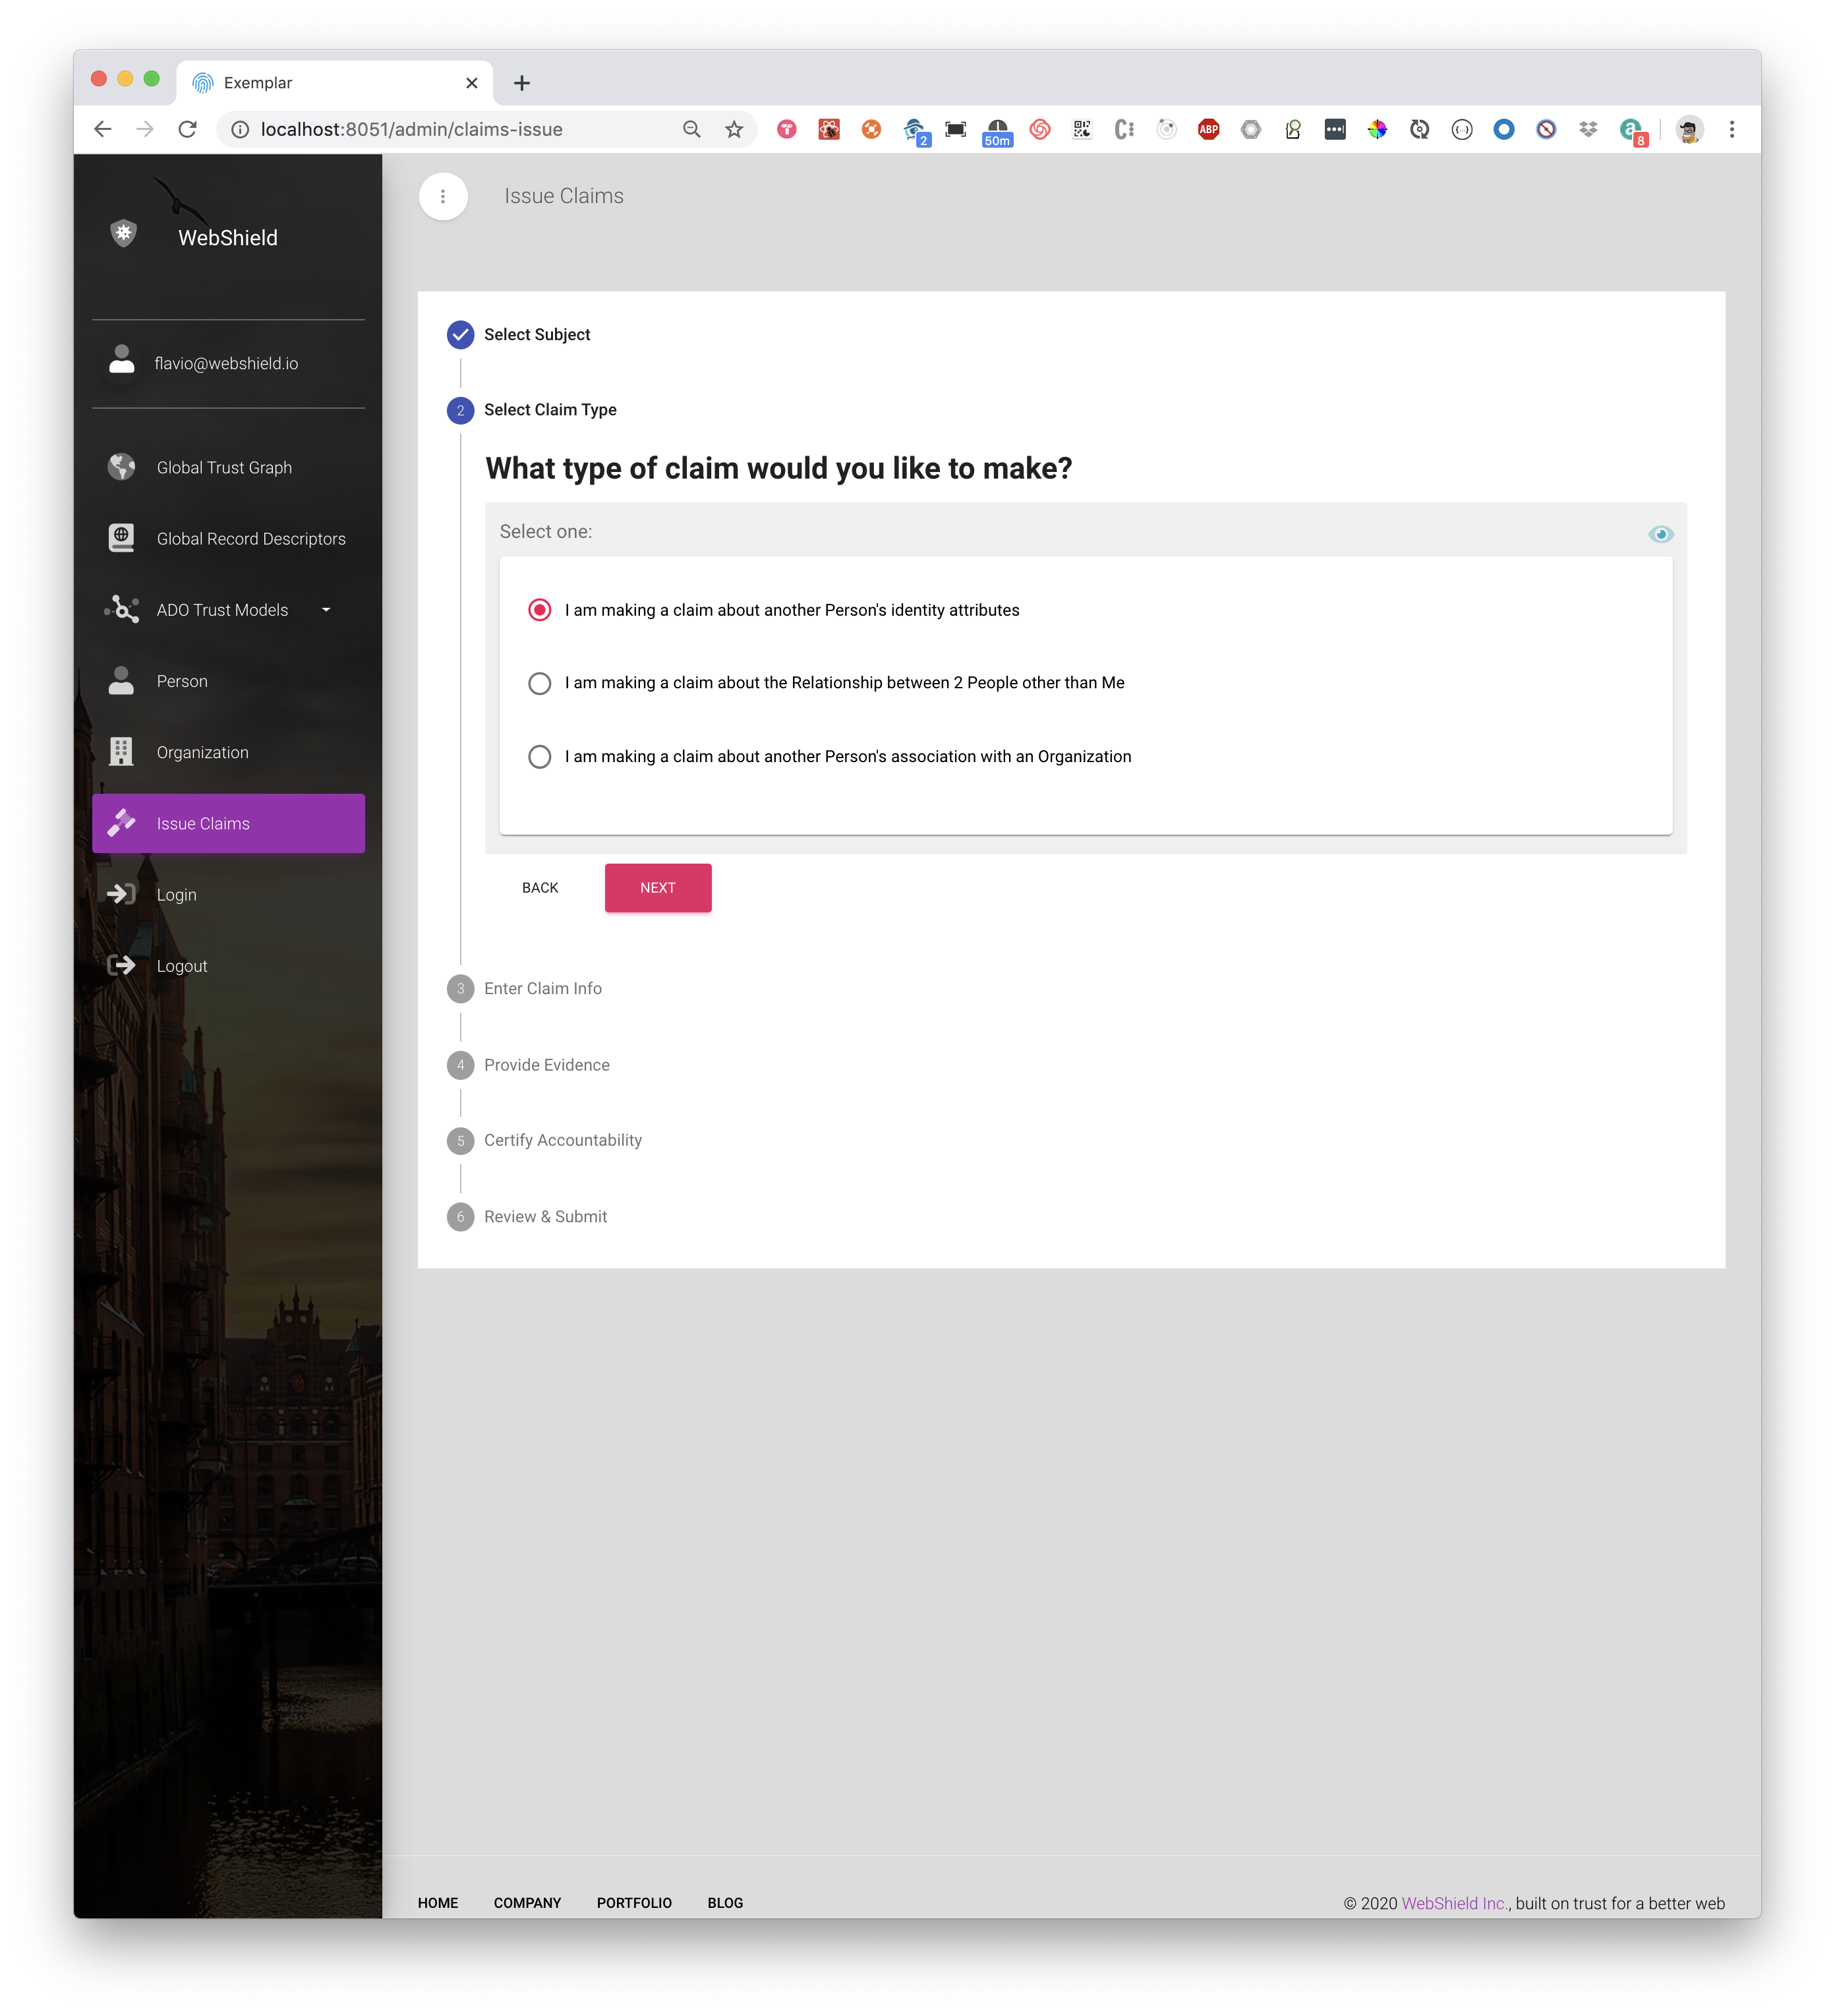 Exemplar
localhost:8051/admin/claims-issue
2
50m
ABP
8
WebShield
flavio@webshield.io
Global Trust Graph
Global Record Descriptors
ADO Trust Models
Person
Organization
Issue Claims
Login
Logout
Issue Claims
Select Subject
2 Select Claim Type
What type of claim would you like to make?
Select one:
I am making a claim about another Person's identity attributes
I am making a claim about the Relationship between 2 People other than Me
I am making a claim about another Person's association with an Organization
BACK NEXT
3 Enter Claim Info
4 Provide Evidence
5 Certify Accountability
6 Review & Submit
HOME COMPANY PORTFOLIO BLOG
© 2020 WebShield Inc., built on trust for a better web